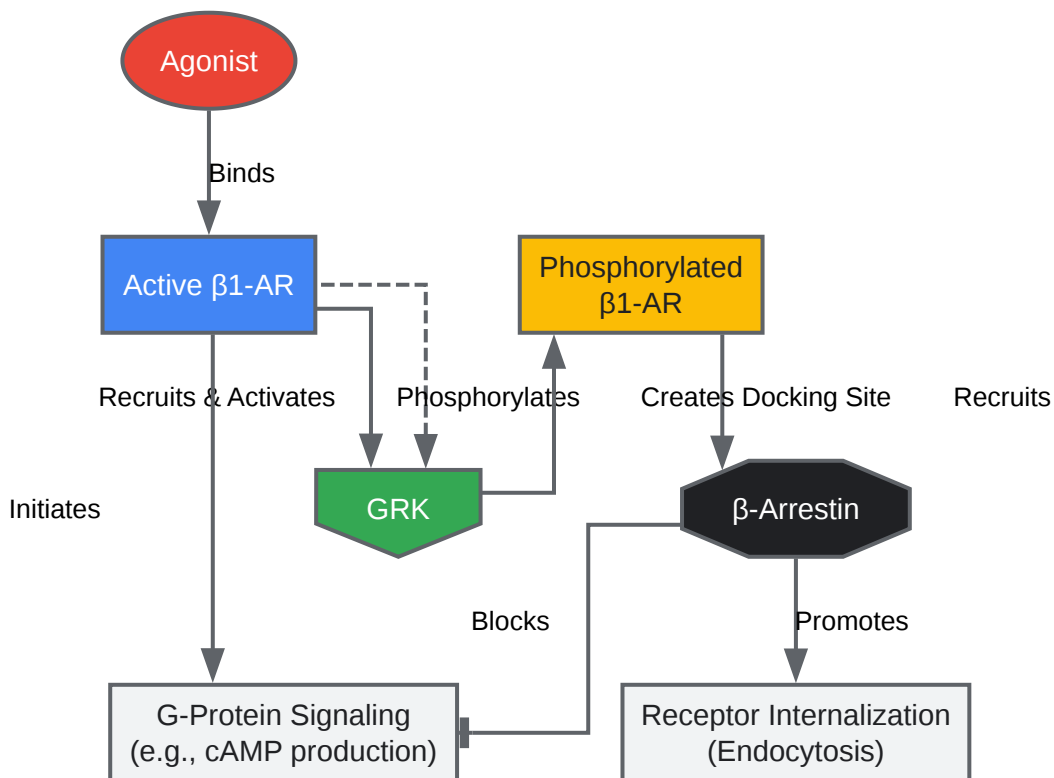 Agonist
Binds
Active β1-AR
Phosphorylated
β1-AR
Recruits & Activates
Phosphorylates
Creates Docking Site
Recruits
Initiates
GRK
β-Arrestin
Blocks
Promotes
G-Protein Signaling
(e.g., cAMP production)
Receptor Internalization
(Endocytosis)